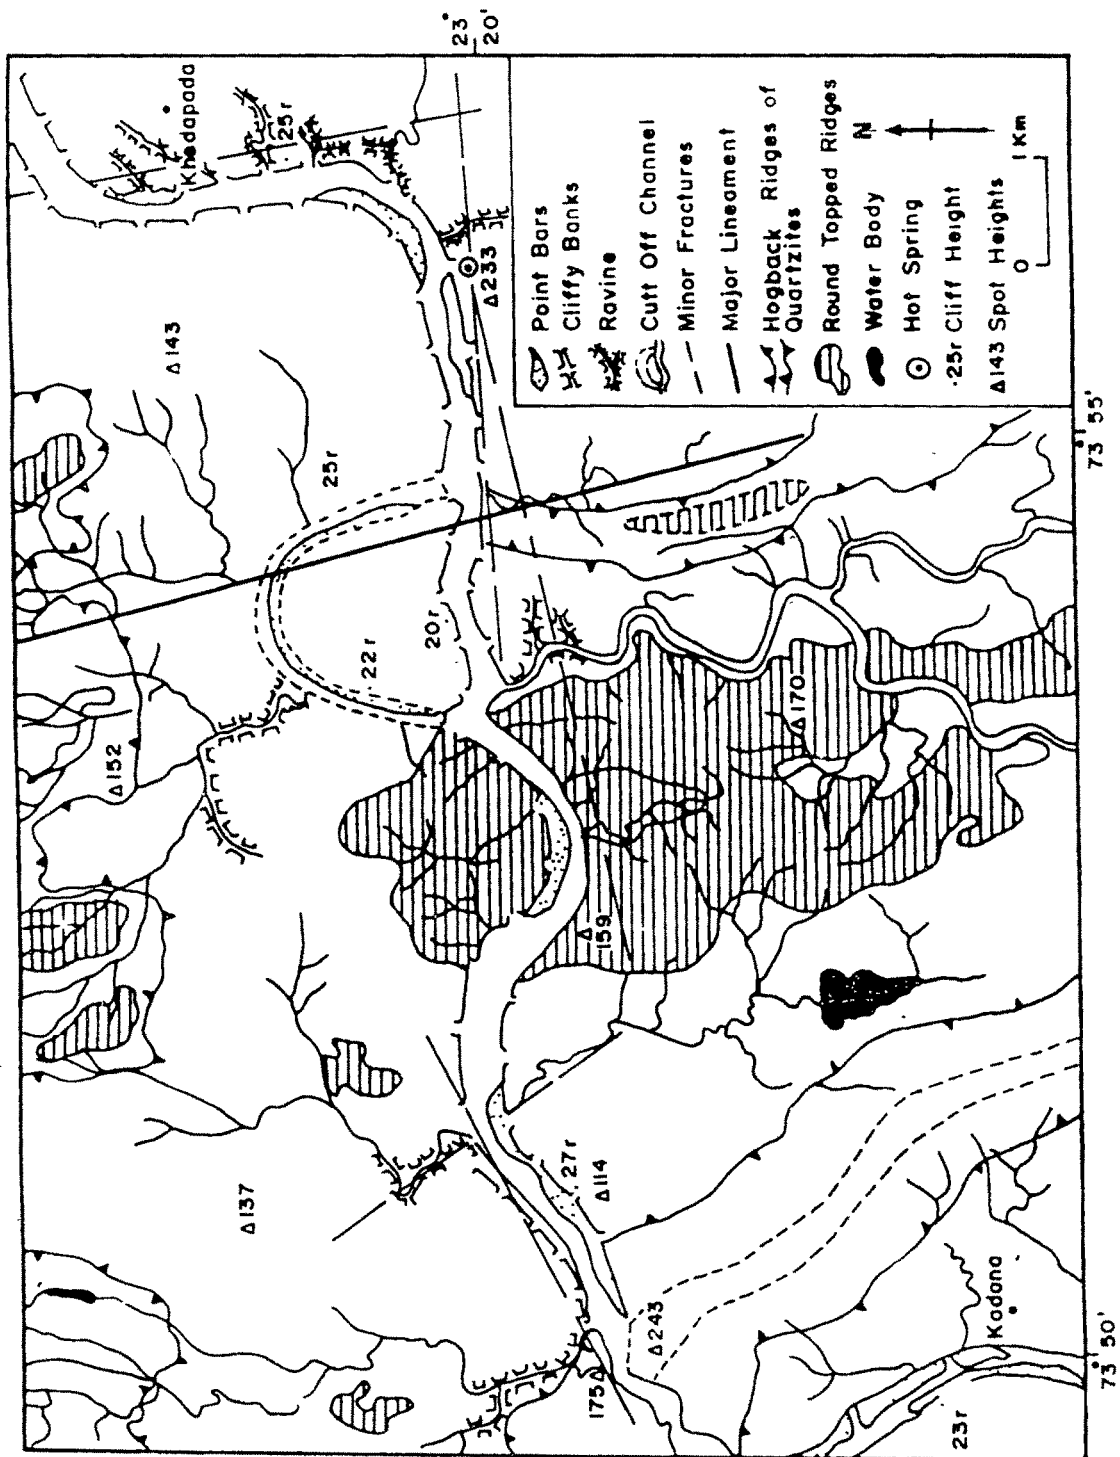 23° 20'
Khedapada
25r
Δ143
Δ233
25r
20r
22r
Δ152
Δ170
Δ159
27r
Δ114
Δ137
Δ243
175Δ
Kadana
23r
73° 55'
73° 50'
Point Bars
Cliffy Banks
Ravine
Cutt Off Channel
Minor Fractures
Major Lineament
Hogback Ridges of
Quartzites
Round Topped Ridges
Water Body
Hot Spring
·25r Cliff Height
Δ143 Spot Heights
N
0 1 Km